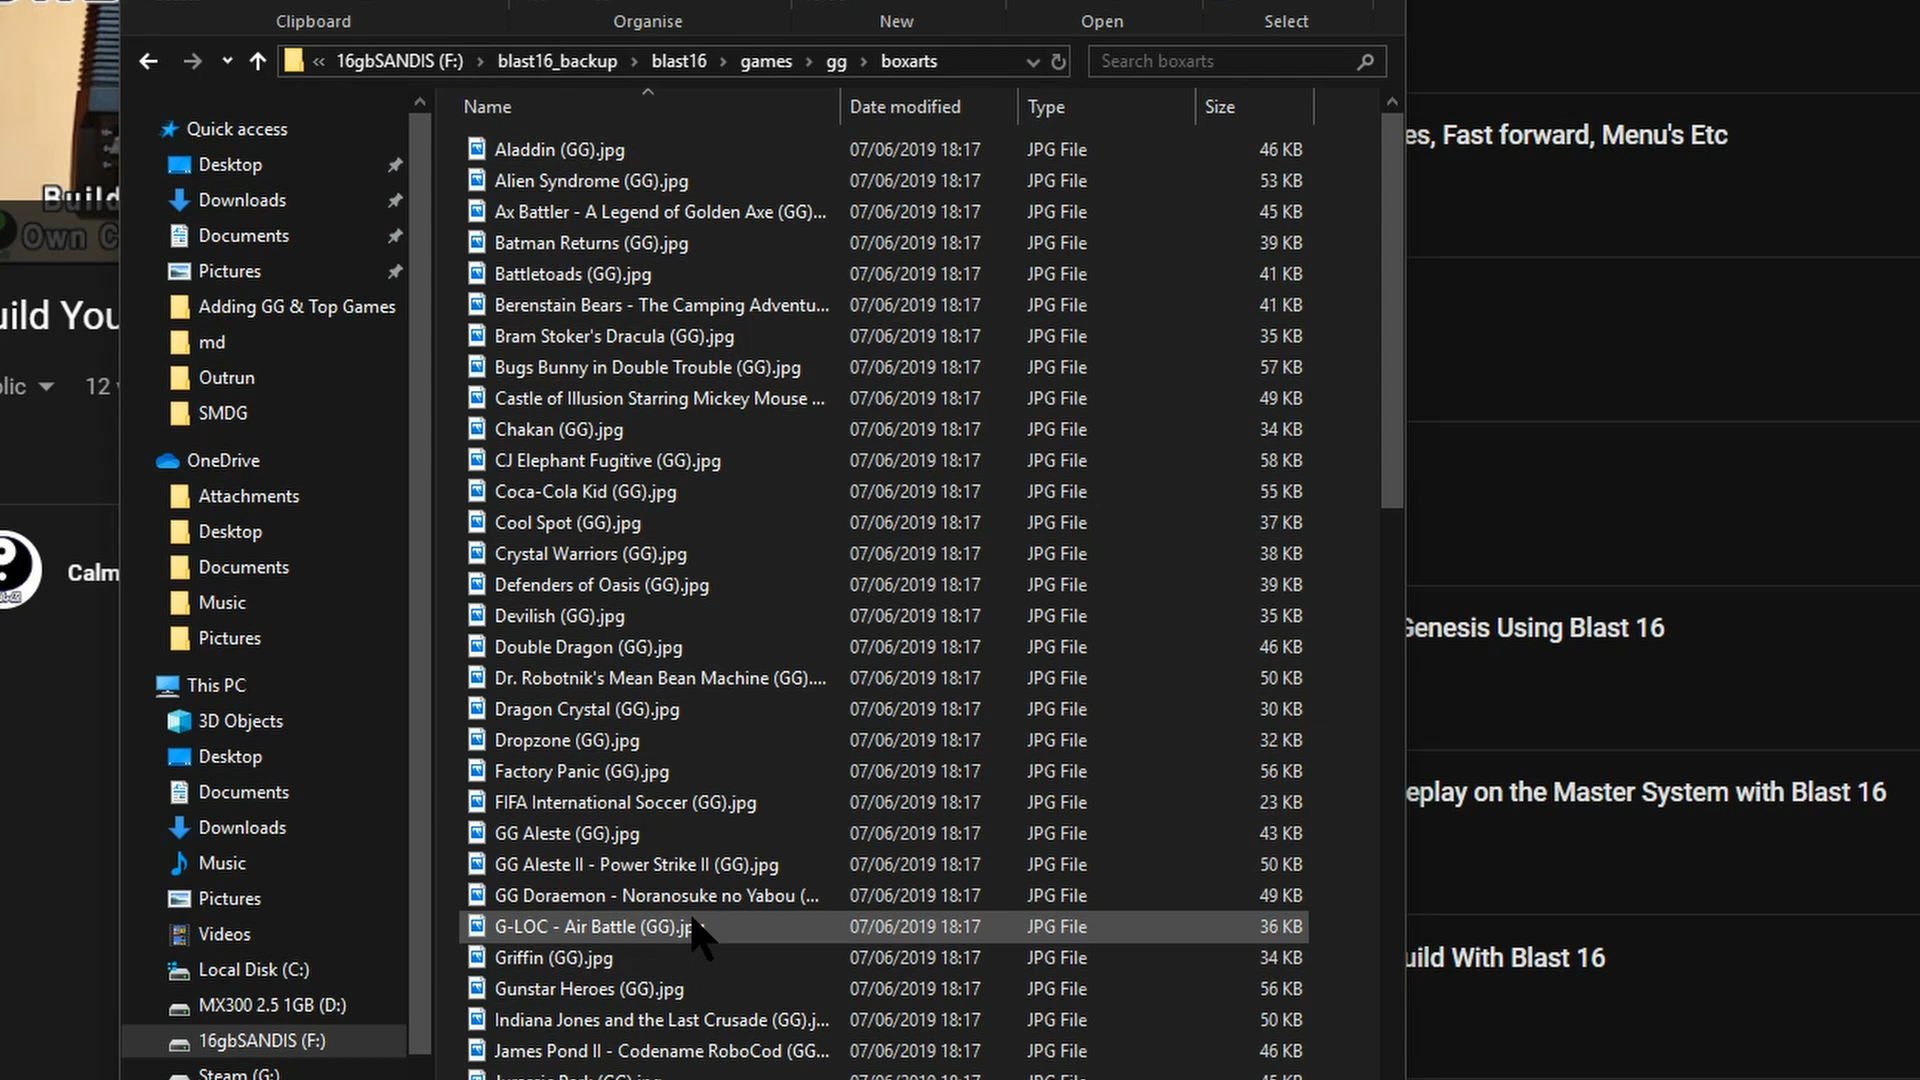 Clipboard Organise New Open Select
« 16gbSANDIS (F:) › blast16_backup › blast16 › games › gg › boxarts
Search boxarts
Name Date modified Type Size
Quick access
Desktop
Downloads
Documents
Pictures
Adding GG & Top Games
md
Outrun
SMDG
OneDrive
Attachments
Desktop
Documents
Music
Pictures
This PC
3D Objects
Desktop
Documents
Downloads
Music
Pictures
Videos
Local Disk (C:)
MX300 2.5 1GB (D:)
16gbSANDIS (F:)
Steam (G:)
Aladdin (GG).jpg 07/06/2019 18:17 JPG File 46 KB
Alien Syndrome (GG).jpg 07/06/2019 18:17 JPG File 53 KB
Ax Battler - A Legend of Golden Axe (GG)... 07/06/2019 18:17 JPG File 45 KB
Batman Returns (GG).jpg 07/06/2019 18:17 JPG File 39 KB
Battletoads (GG).jpg 07/06/2019 18:17 JPG File 41 KB
Berenstain Bears - The Camping Adventu... 07/06/2019 18:17 JPG File 41 KB
Bram Stoker's Dracula (GG).jpg 07/06/2019 18:17 JPG File 35 KB
Bugs Bunny in Double Trouble (GG).jpg 07/06/2019 18:17 JPG File 57 KB
Castle of Illusion Starring Mickey Mouse ... 07/06/2019 18:17 JPG File 49 KB
Chakan (GG).jpg 07/06/2019 18:17 JPG File 34 KB
CJ Elephant Fugitive (GG).jpg 07/06/2019 18:17 JPG File 58 KB
Coca-Cola Kid (GG).jpg 07/06/2019 18:17 JPG File 55 KB
Cool Spot (GG).jpg 07/06/2019 18:17 JPG File 37 KB
Crystal Warriors (GG).jpg 07/06/2019 18:17 JPG File 38 KB
Defenders of Oasis (GG).jpg 07/06/2019 18:17 JPG File 39 KB
Devilish (GG).jpg 07/06/2019 18:17 JPG File 35 KB
Double Dragon (GG).jpg 07/06/2019 18:17 JPG File 46 KB
Dr. Robotnik's Mean Bean Machine (GG).... 07/06/2019 18:17 JPG File 50 KB
Dragon Crystal (GG).jpg 07/06/2019 18:17 JPG File 30 KB
Dropzone (GG).jpg 07/06/2019 18:17 JPG File 32 KB
Factory Panic (GG).jpg 07/06/2019 18:17 JPG File 56 KB
FIFA International Soccer (GG).jpg 07/06/2019 18:17 JPG File 23 KB
GG Aleste (GG).jpg 07/06/2019 18:17 JPG File 43 KB
GG Aleste II - Power Strike II (GG).jpg 07/06/2019 18:17 JPG File 50 KB
GG Doraemon - Noranosuke no Yabou (... 07/06/2019 18:17 JPG File 49 KB
G-LOC - Air Battle (GG).jp 07/06/2019 18:17 JPG File 36 KB
Griffin (GG).jpg 07/06/2019 18:17 JPG File 34 KB
Gunstar Heroes (GG).jpg 07/06/2019 18:17 JPG File 56 KB
Indiana Jones and the Last Crusade (GG).j... 07/06/2019 18:17 JPG File 50 KB
James Pond II - Codename RoboCod (GG... 07/06/2019 18:17 JPG File 46 KB
Build
Own C
uild You
lic
12
Calm
es, Fast forward, Menu's Etc
Genesis Using Blast 16
eplay on the Master System with Blast 16
uild With Blast 16